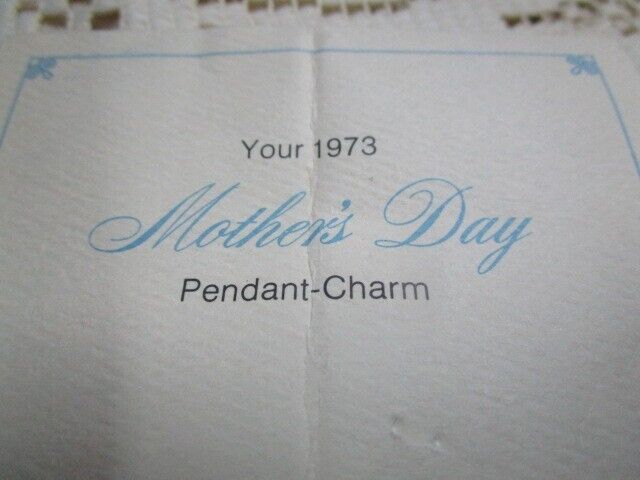 Your 1973
Mother's Day
Pendant-Charm